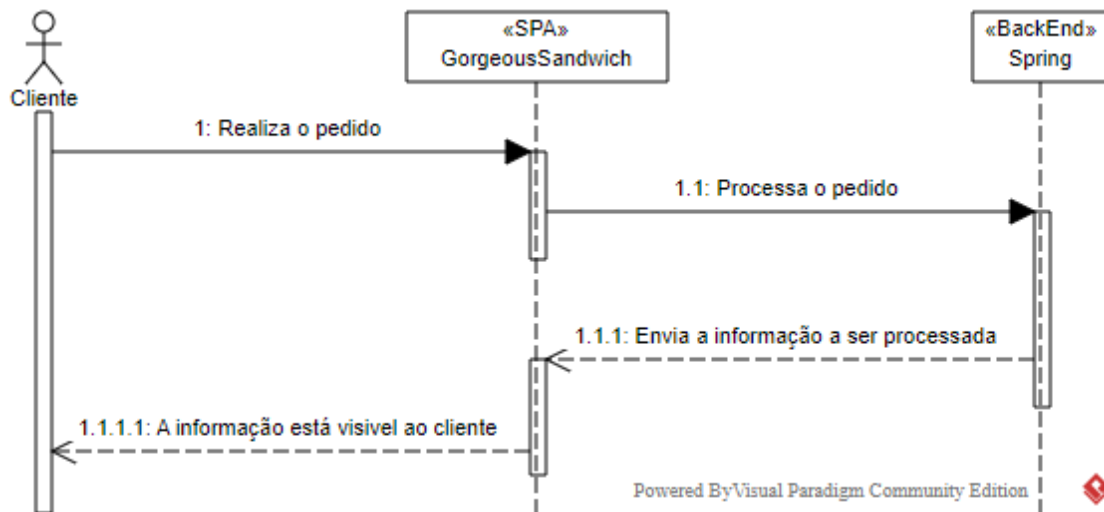 «SPA»
GorgeousSandwich
«BackEnd»
Spring
Cliente
1: Realiza o pedido
1.1: Processa o pedido
1.1.1: Envia a informação a ser processada
1.1.1.1: A informação está visivel ao cliente
Powered ByVisual Paradigm Community Edition